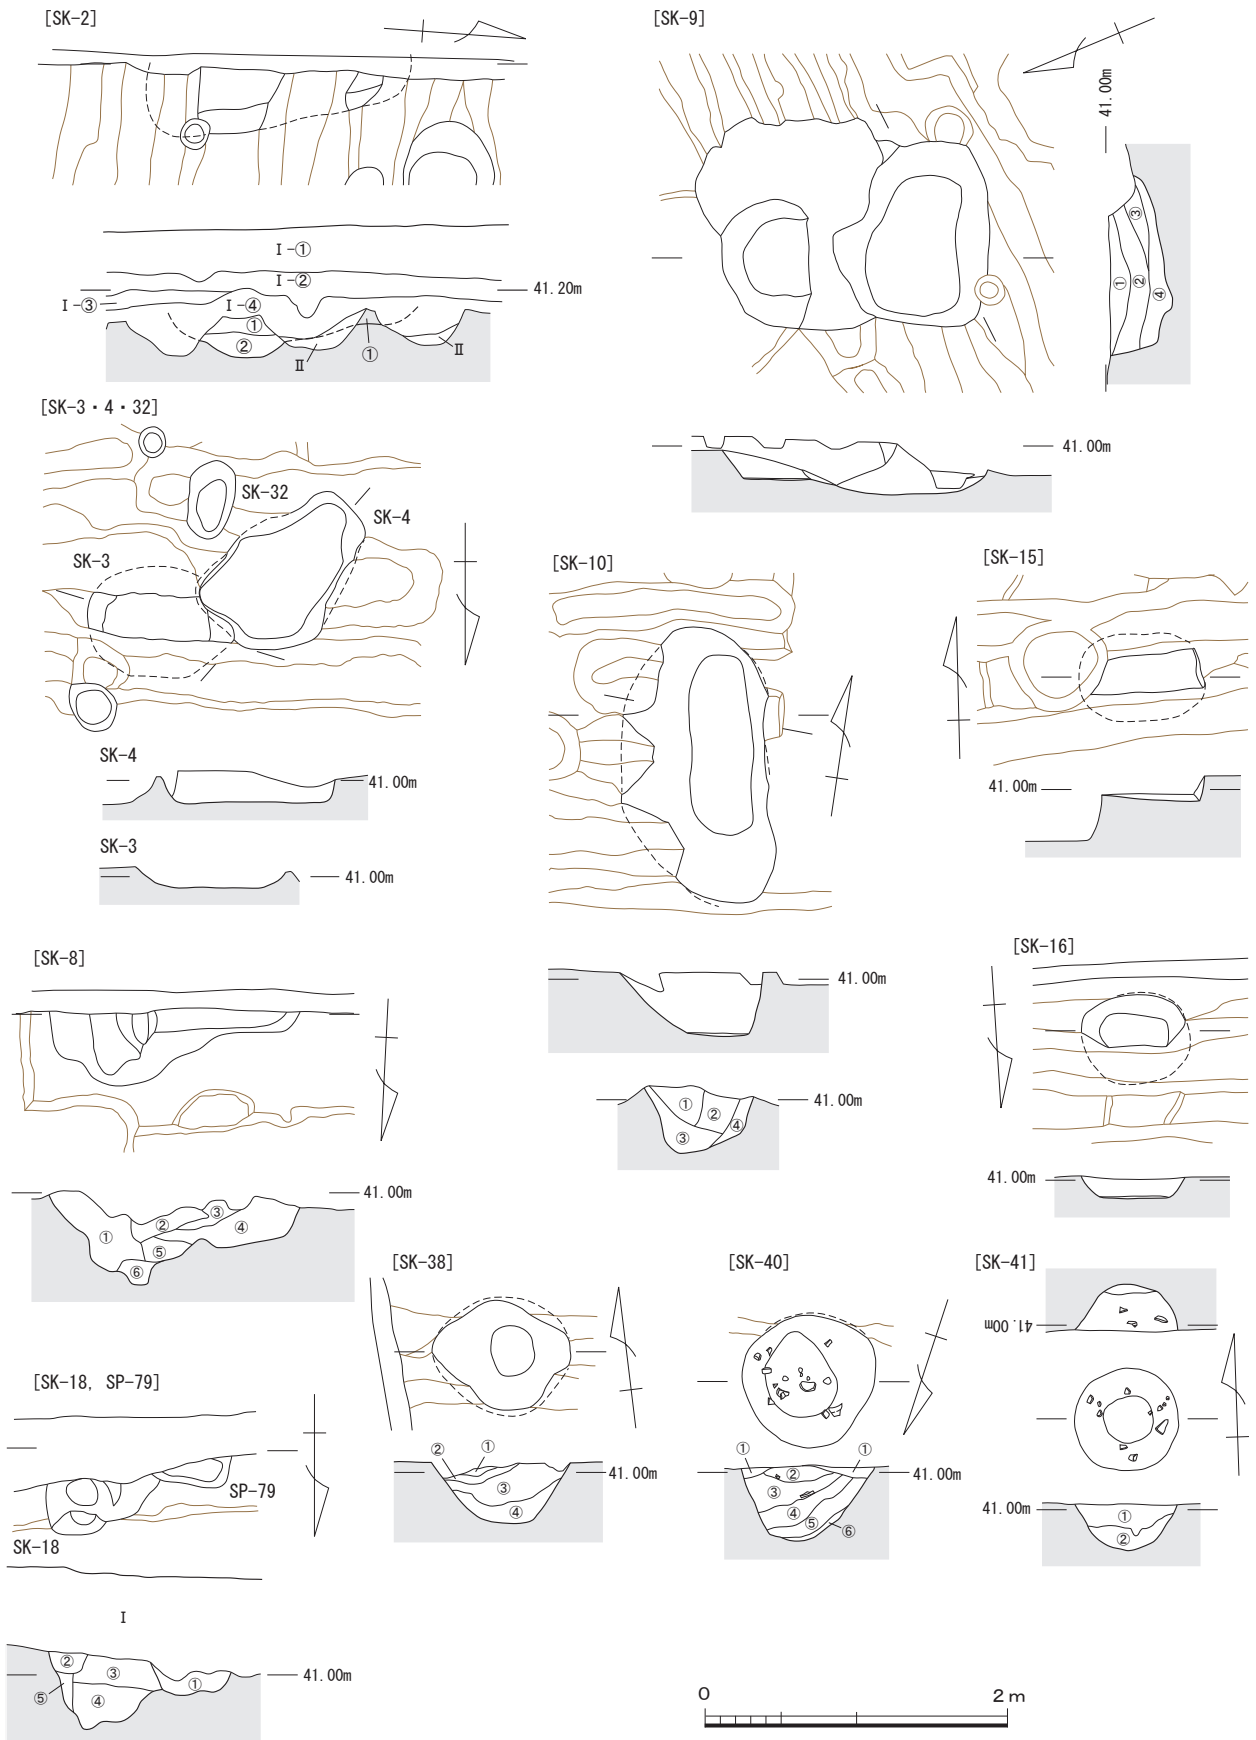 [SK-2]
I-①
I-②
41.20m
I-③
I-④
①
②
II
①
II
[SK-9]
41.00m
①
②
③
④
41.00m
[SK-3・4・32]
SK-32
SK-4
SK-3
SK-4
41.00m
SK-3
41.00m
[SK-10]
41.00m
①
②
③
④
41.00m
[SK-15]
41.00m
[SK-8]
41.00m
①
②
③
④
⑤
⑥
[SK-16]
41.00m
[SK-38]
②
①
③
④
41.00m
[SK-40]
①
②
①
③
④
⑤
⑥
41.00m
[SK-41]
41.00m
41.00m
①
②
[SK-18, SP-79]
SP-79
SK-18
I
②
③
①
⑤
④
41.00m
0 2m